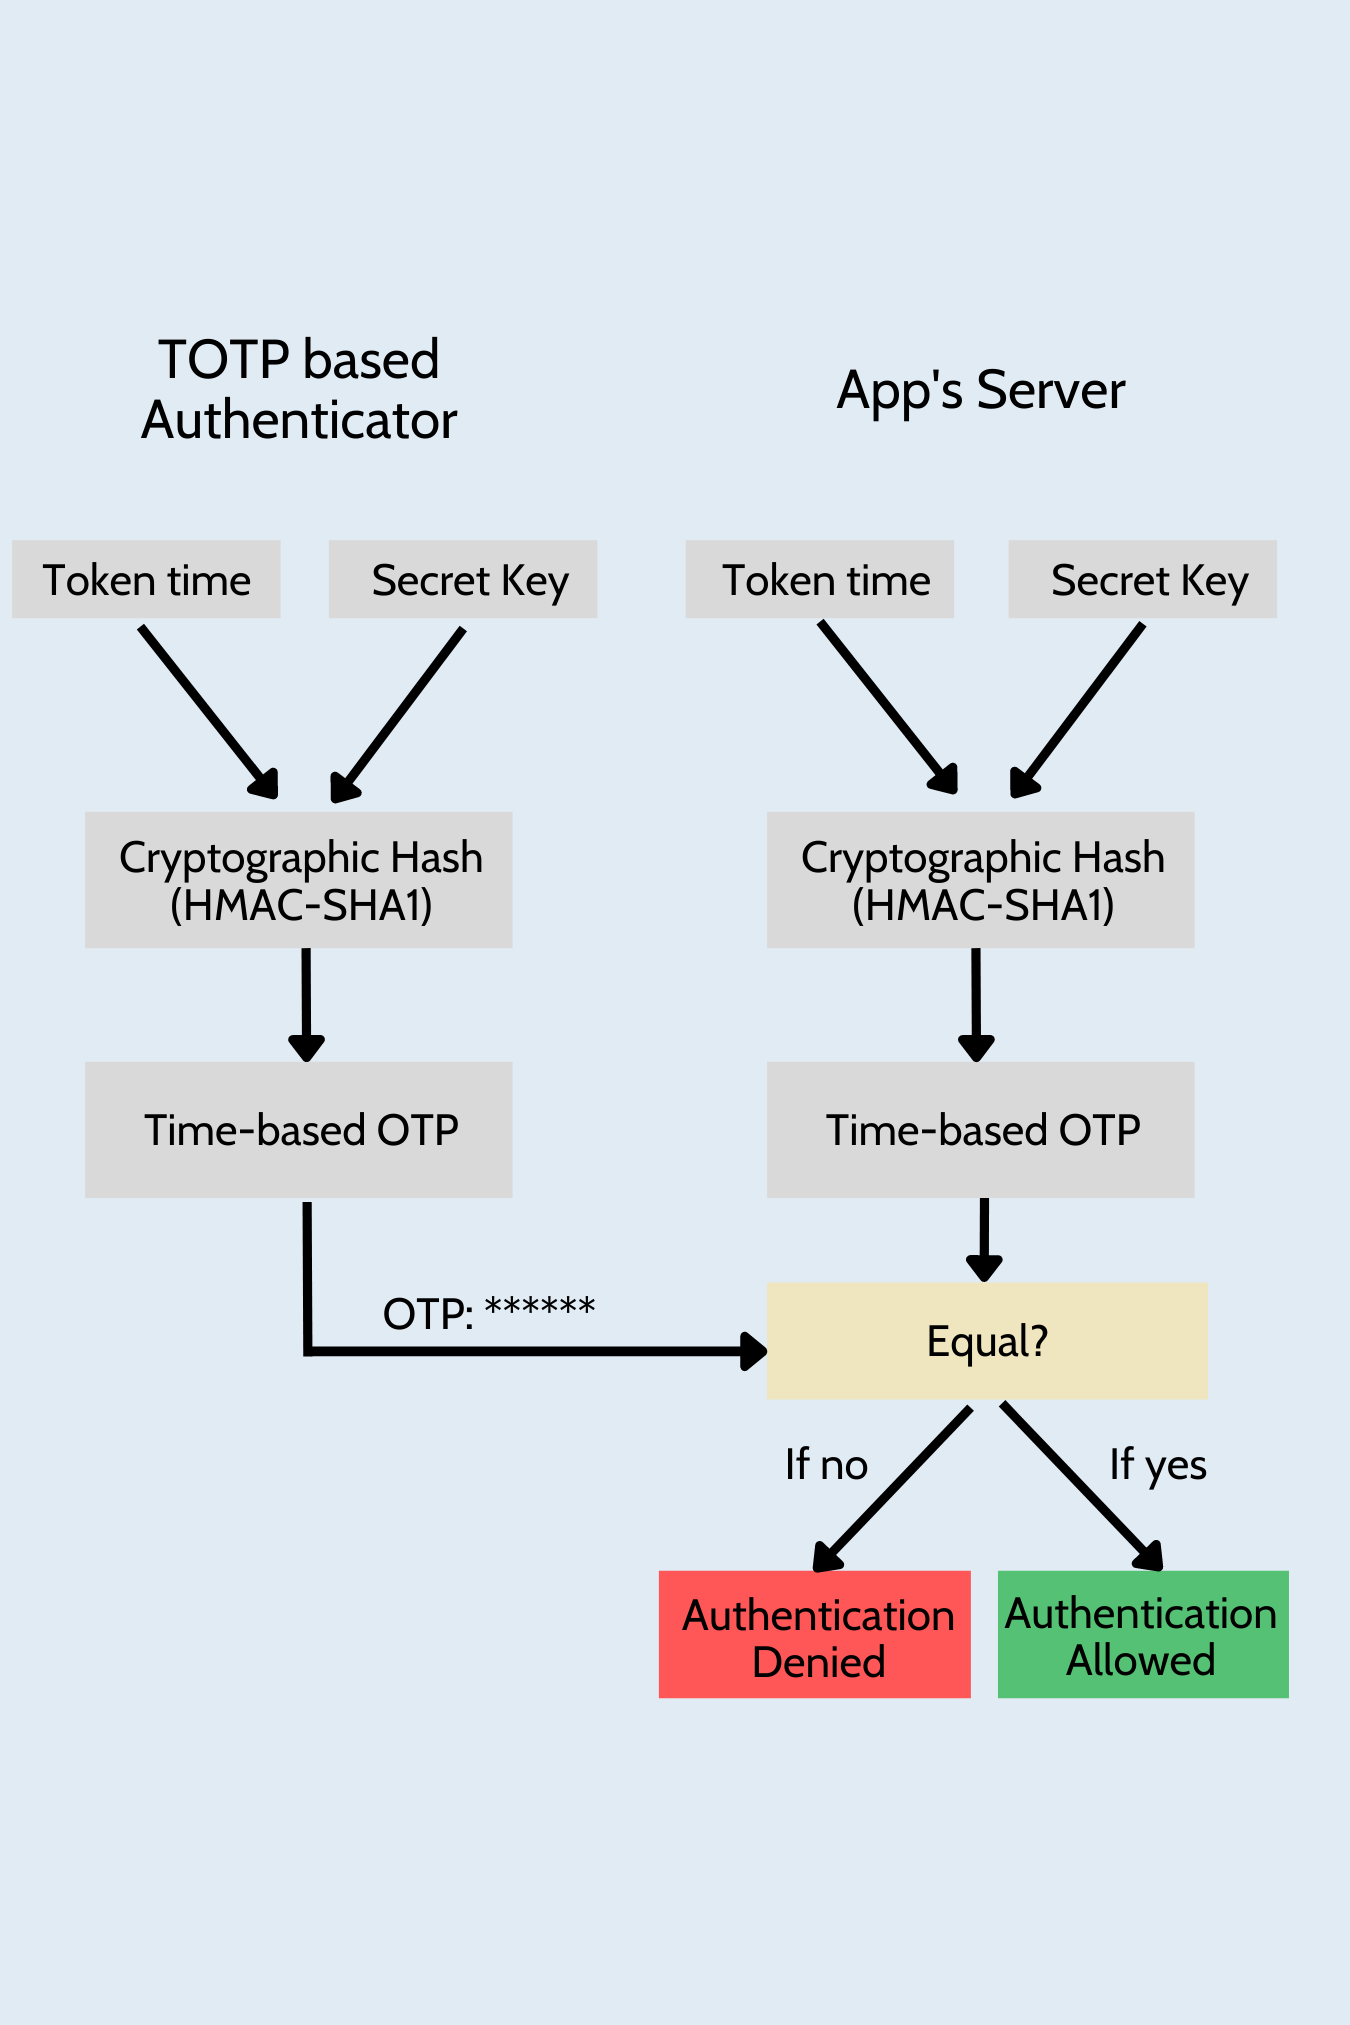 TOTP based
Authenticator
App's Server
Token time
Secret Key
Token time
Secret Key
Cryptographic Hash
(HMAC-SHA1)
Cryptographic Hash
(HMAC-SHA1)
Time-based OTP
Time-based OTP
OTP: ******
Equal?
If no
If yes
Authentication
Denied
Authentication
Allowed